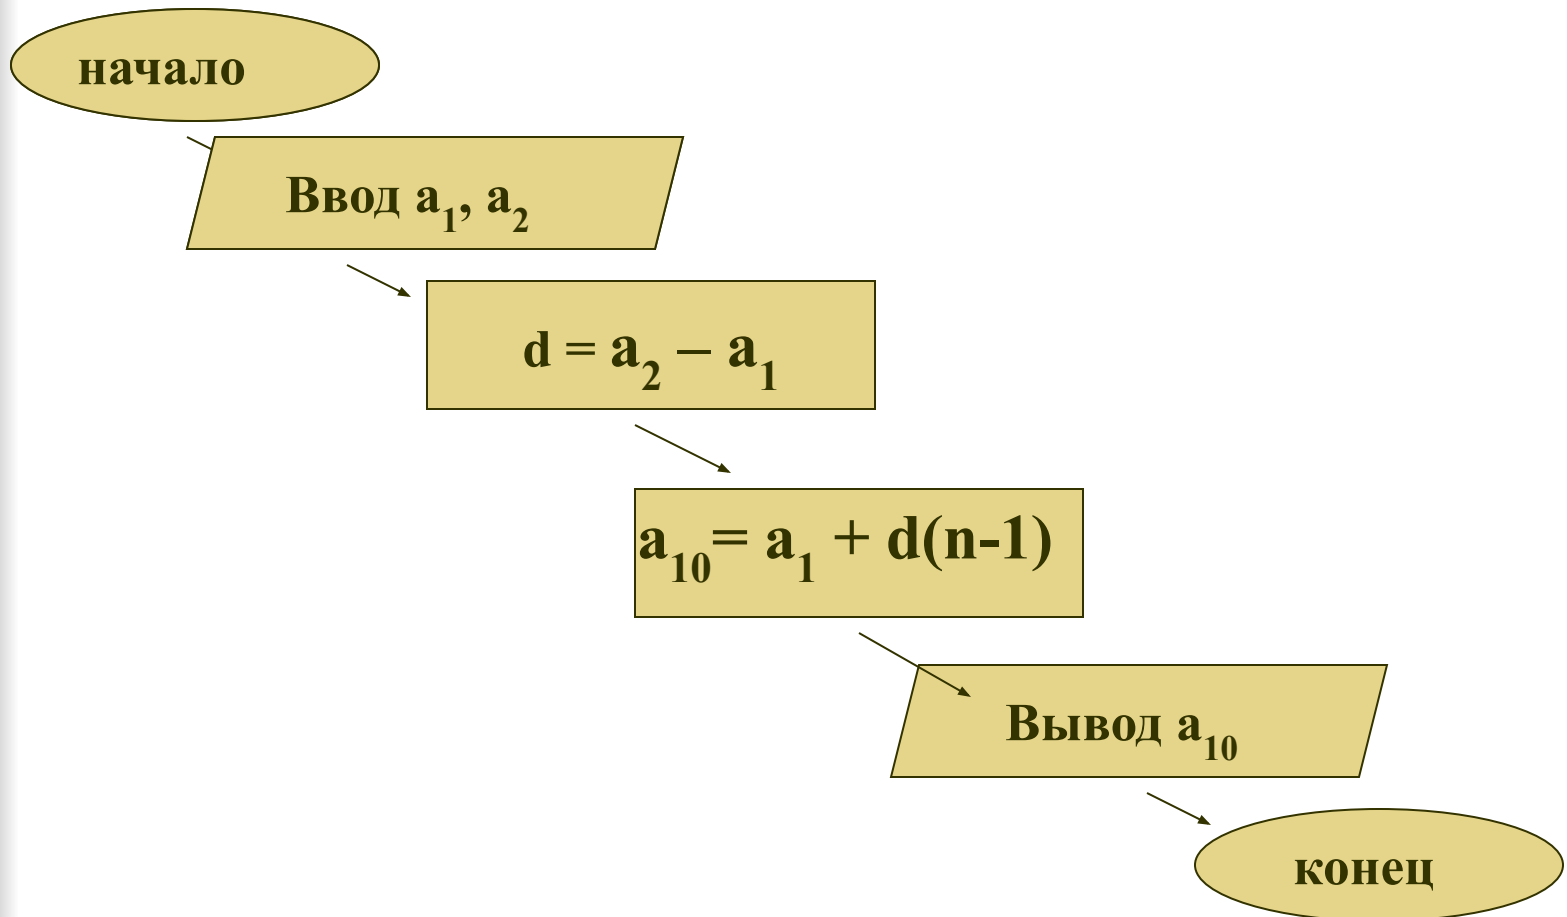 начало
Ввод a₁, a₂
d = a₂ – a₁
a₁₀= a₁ + d(n-1)
Вывод a₁₀
конец